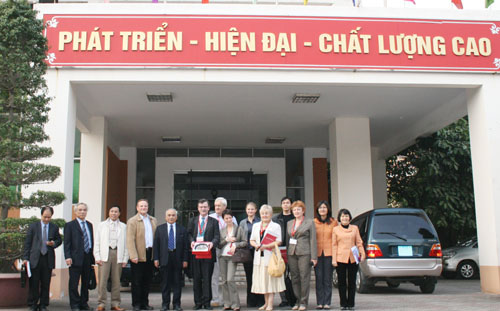 PHÁT TRIỂN - HIỆN ĐẠI - CHẤT LƯỢNG CAO